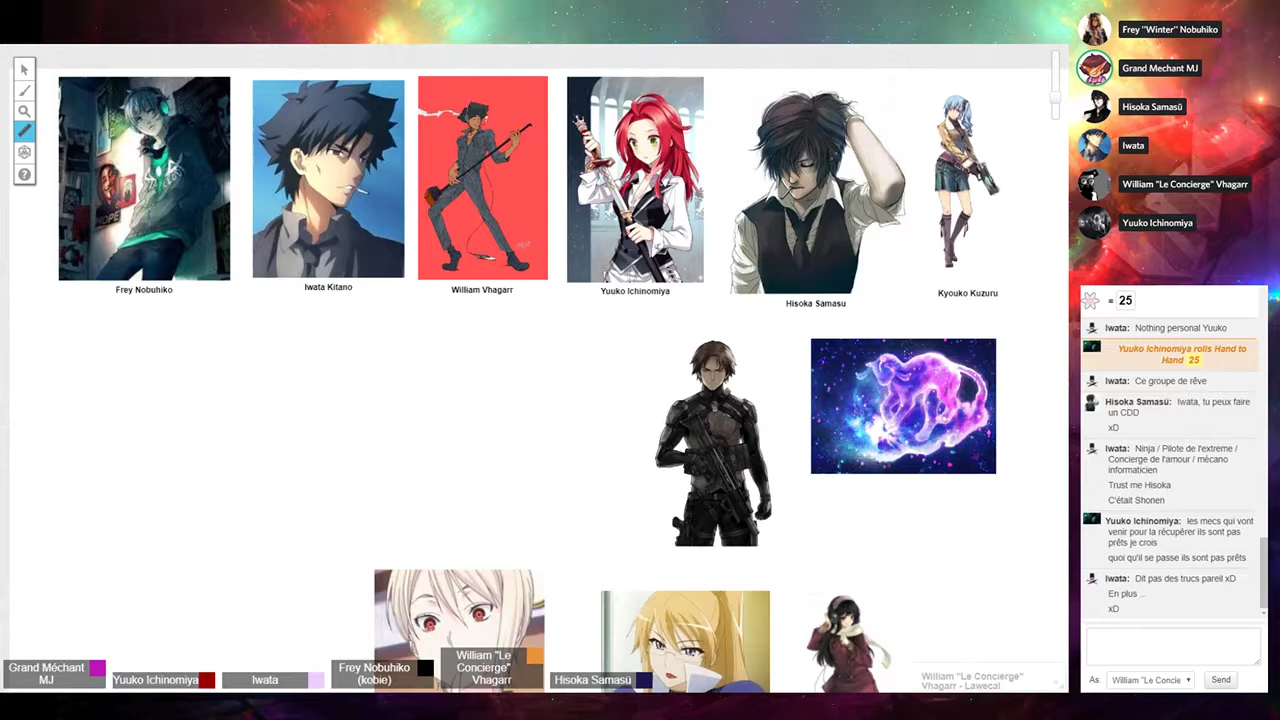 Frey "Winter" Nobuhiko
Grand Mechant MJ
Hisoka Samasü
Iwata
William "Le Concierge" Vhagarr
Yuuko Ichinomiya
Frey Nobuhiko
Iwata Kitano
William Vhagarr
Yuuko Ichinomiya
Hisoka Samasu
Kyouko Kuzuru
HOPE
= 25
Iwata: Nothing personal Yuuko
Yuuko Ichinomiya rolls Hand to
Hand 25
Iwata: Ce groupe de rêve
Hisoka Samasü: Iwata, tu peux faire
un CDD
xD
Iwata: Ninja / Pilote de l'extreme /
Concierge de l'amour / mécano
informaticien
Trust me Hisoka
C'était Shonen
Yuuko Ichinomiya: les mecs qui vont
venir pour la récupérer ils sont pas
prêts je crois
quoi qu'il se passe ils sont pas prêts
Iwata: Dit pas des trucs pareil xD
En plus ...
xD
As: William "Le Concie
Send
Grand Méchant
MJ
Yuuko Ichinomiya
Iwata
Frey Nobuhiko
(kobie)
William "Le
Concierge"
Vhagarr
Hisoka Samasü
William "Le Concierge"
Vhagarr - Lawecal